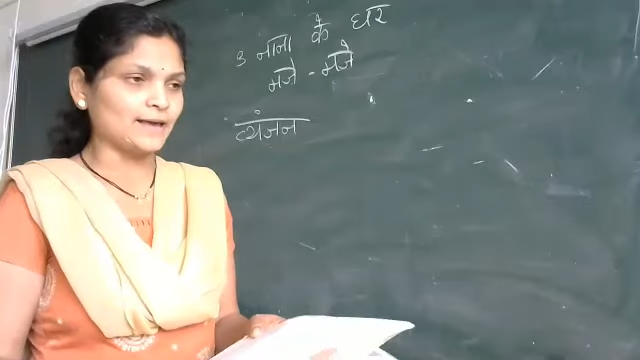 3 नाना के घर
मजे - मजे
व्यंजन